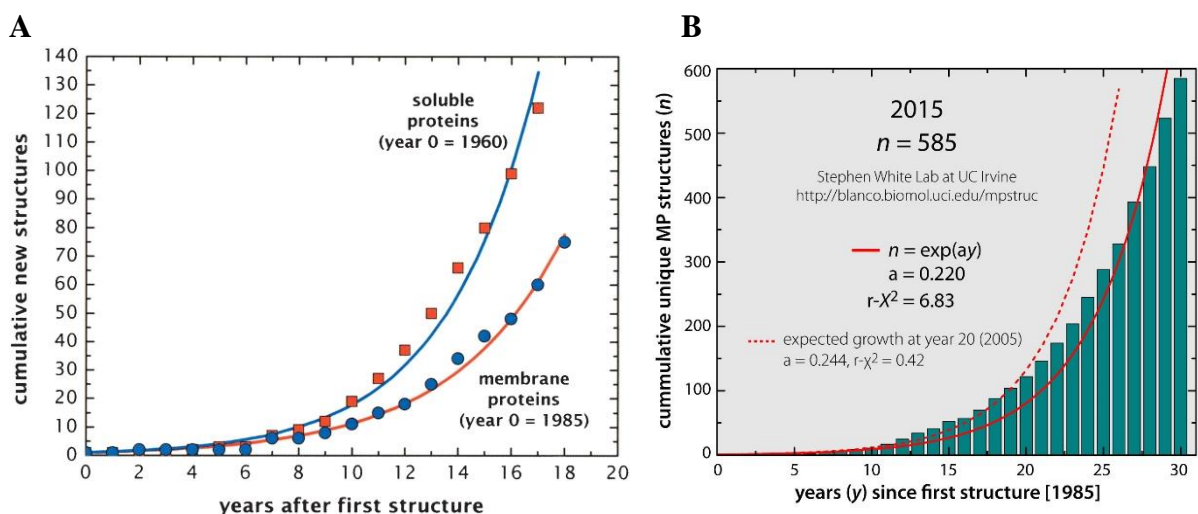 A
140
130
120
110
100
90
80
70
60
50
40
30
20
10
0
cumulative new structures
soluble
proteins
(year 0 = 1960)
membrane
proteins
(year 0 = 1985)
0 2 4 6 8 10 12 14 16 18 20
years after first structure
B
600
500
400
300
200
100
0
cummulative unique MP structures (n)
2015
n = 585
Stephen White Lab at UC Irvine
http://blanco.biomol.uci.edu/mpstruc
n = exp(ay)
a = 0.220
r-X² = 6.83
expected growth at year 20 (2005)
a = 0.244, r-χ² = 0.42
0 5 10 15 20 25 30
years (y) since first structure [1985]